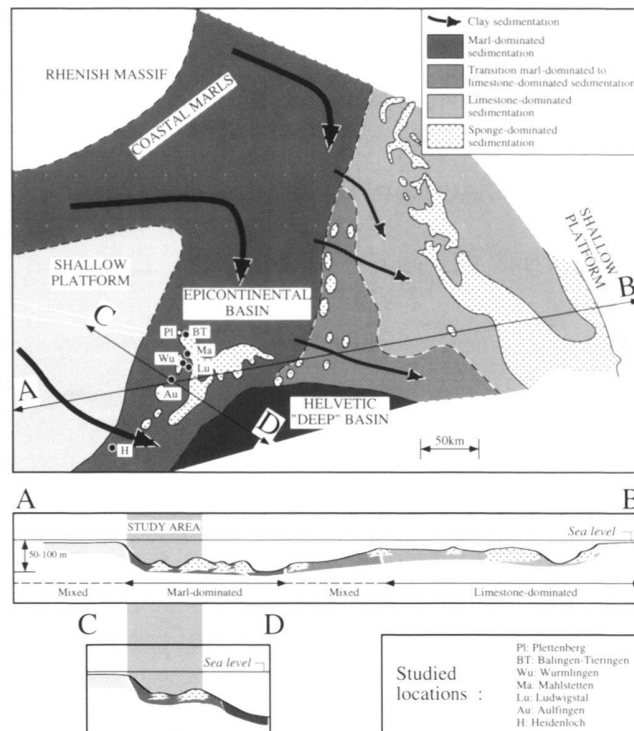 Clay sedimentation
Marl-dominated
sedimentation
Transition marl-dominated to
limestone-dominated sedimentation
Limestone-dominated
sedimentation
Sponge-dominated
sedimentation
RHENISH MASSIF
COASTAL MARLS
SHALLOW
PLATFORM
SHALLOW
PLATFORM
EPICONTINENTAL
BASIN
B
C
Pl
BT
Ma
Wu
Lu
A
Au
D
HELVETIC
"DEEP" BASIN
H
50km
A
B
STUDY AREA
Sea level
50-100 m
Mixed
Marl-dominated
Mixed
Limestone-dominated
C
D
Sea level
Studied
locations :
Pl: Plettenberg
BT: Balingen-Tieringen
Wu: Wurmlingen
Ma: Mahlstetten
Lu: Ludwigstal
Au: Aulfingen
H: Heidenloch